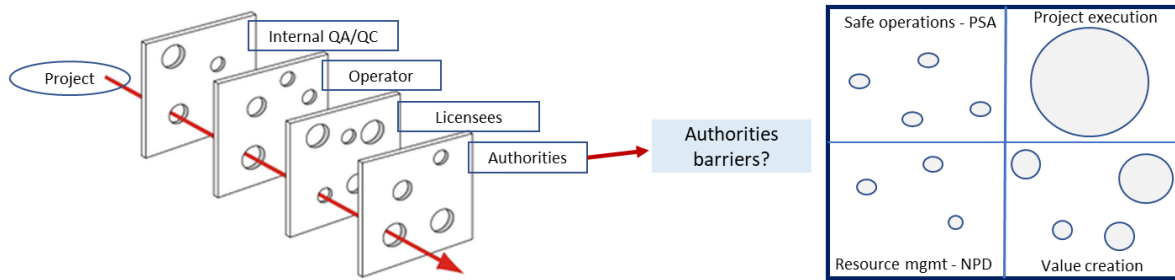 Internal QA/QC
Project
Operator
Licensees
Authorities
Authorities
barriers?
Safe operations - PSA
Project execution
Resource mgmt - NPD
Value creation